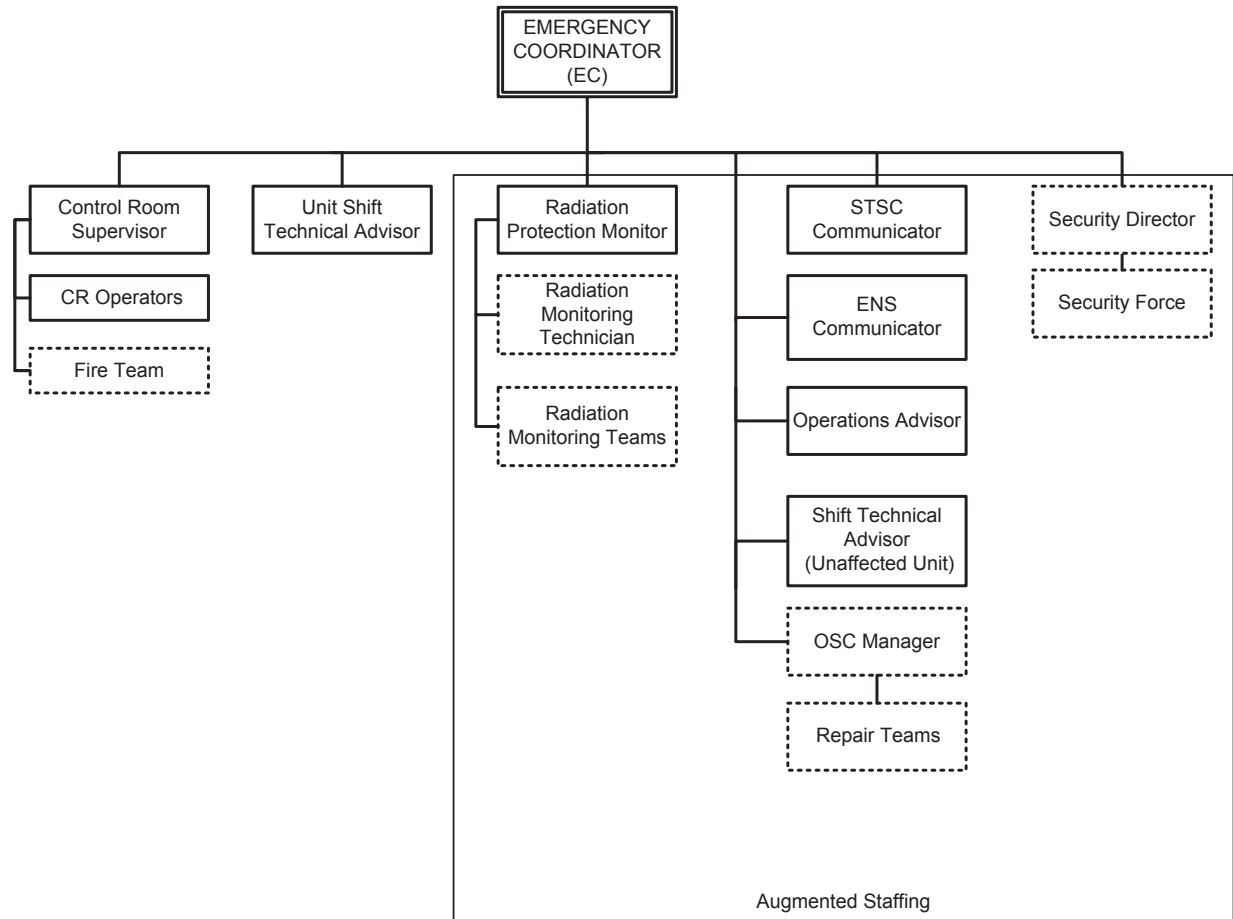 EMERGENCY
COORDINATOR
(EC)
Control Room
Supervisor
CR Operators
Fire Team
Unit Shift
Technical Advisor
Radiation
Protection Monitor
Radiation
Monitoring
Technician
Radiation
Monitoring Teams
STSC
Communicator
ENS
Communicator
Operations Advisor
Shift Technical
Advisor
(Unaffected Unit)
OSC Manager
Repair Teams
Security Director
Security Force
Augmented Staffing